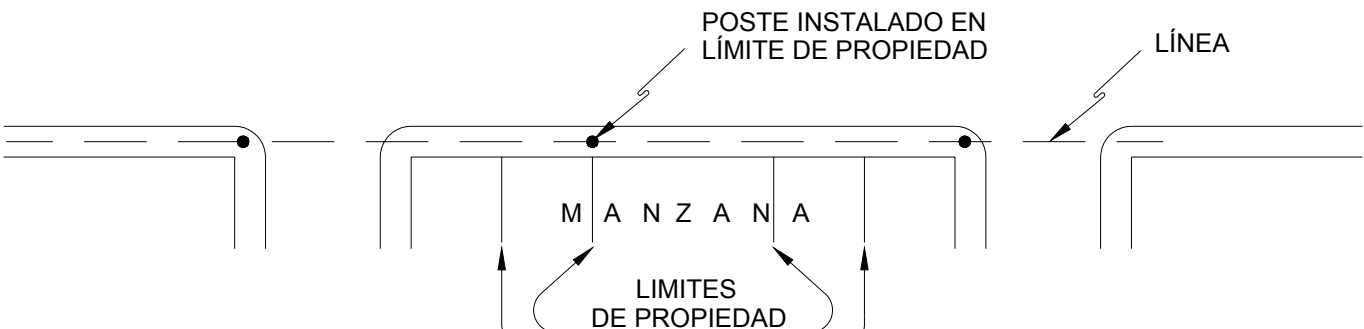 POSTE INSTALADO EN
LÍMITE DE PROPIEDAD
LÍNEA
M A N Z A N A
LIMITES
DE PROPIEDAD